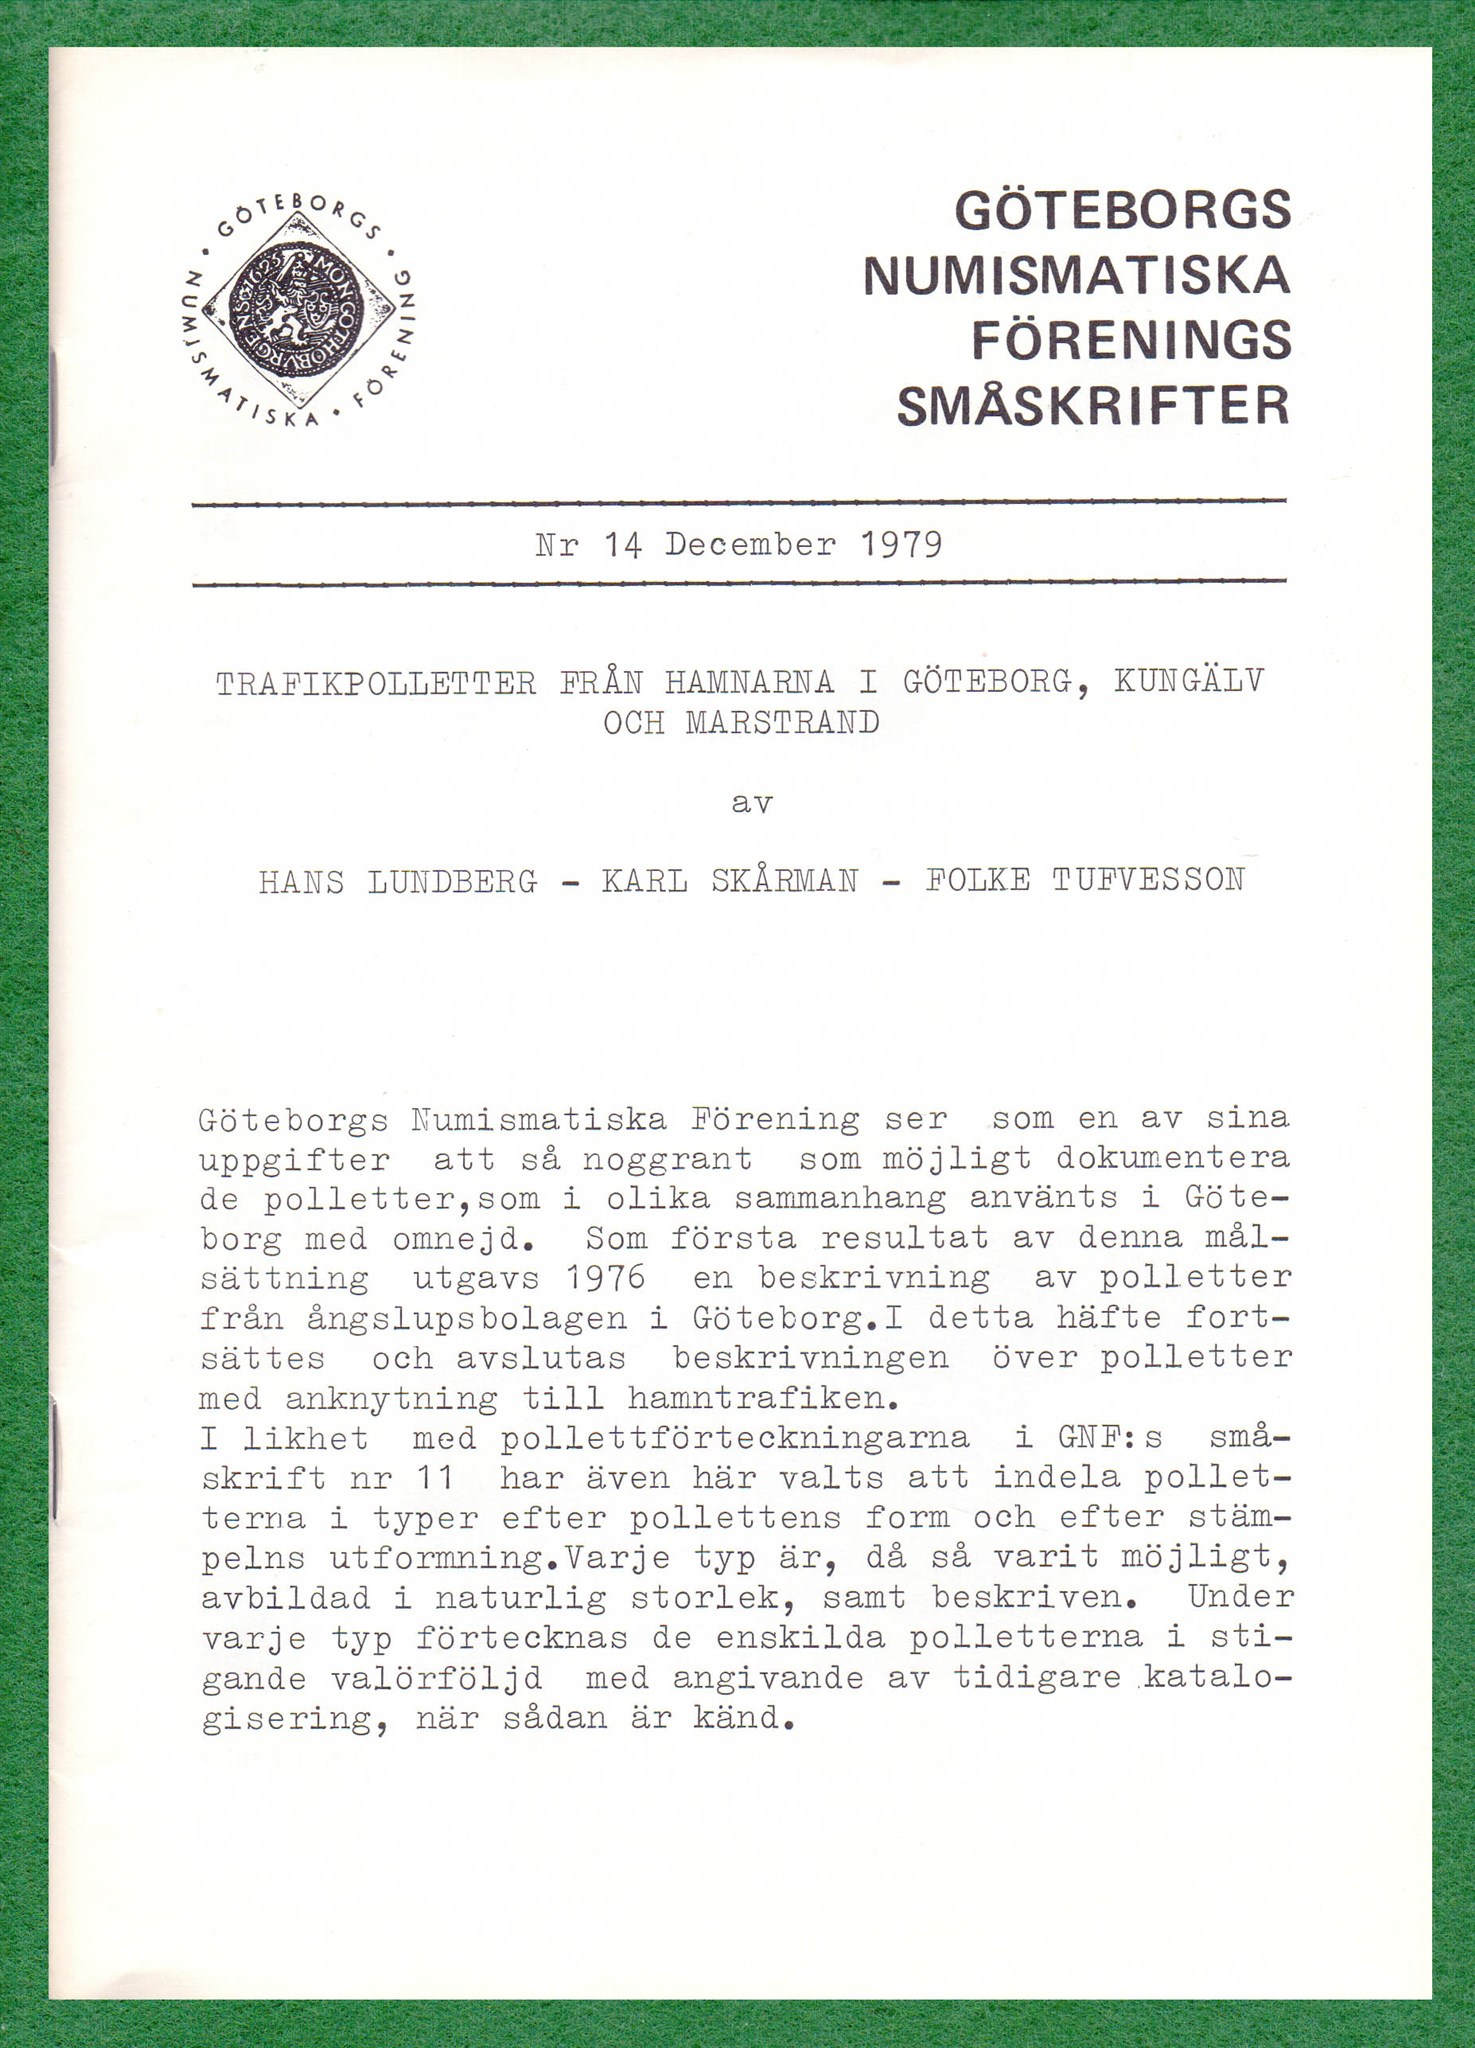 GÖTEBORGS · NUMISMATISKA · FÖRENING ·
MON·GOTHOBVRGENS·1623
GÖTEBORGS
NUMISMATISKA
FÖRENINGS
SMÅSKRIFTER
Nr 14 December 1979
TRAFIKPOLLETTER FRÅN HAMNARNA I GÖTEBORG, KUNGÄLV
OCH MARSTRAND
av
HANS LUNDBERG - KARL SKÅRMAN - FOLKE TUFVESSON
Göteborgs Numismatiska Förening ser som en av sina
uppgifter att så noggrant som möjligt dokumentera
de polletter,som i olika sammanhang använts i Göte-
borg med omnejd. Som första resultat av denna mål-
sättning utgavs 1976 en beskrivning av polletter
från ångslupsbolagen i Göteborg.I detta häfte fort-
sättes och avslutas beskrivningen över polletter
med anknytning till hamntrafiken.
I likhet med pollettförteckningarna i GNF:s små-
skrift nr 11 har även här valts att indela pollet-
terna i typer efter pollettens form och efter stäm-
pelns utformning.Varje typ är, då så varit möjligt,
avbildad i naturlig storlek, samt beskriven. Under
varje typ förtecknas de enskilda polletterna i sti-
gande valörföljd med angivande av tidigare katalo-
gisering, när sådan är känd.